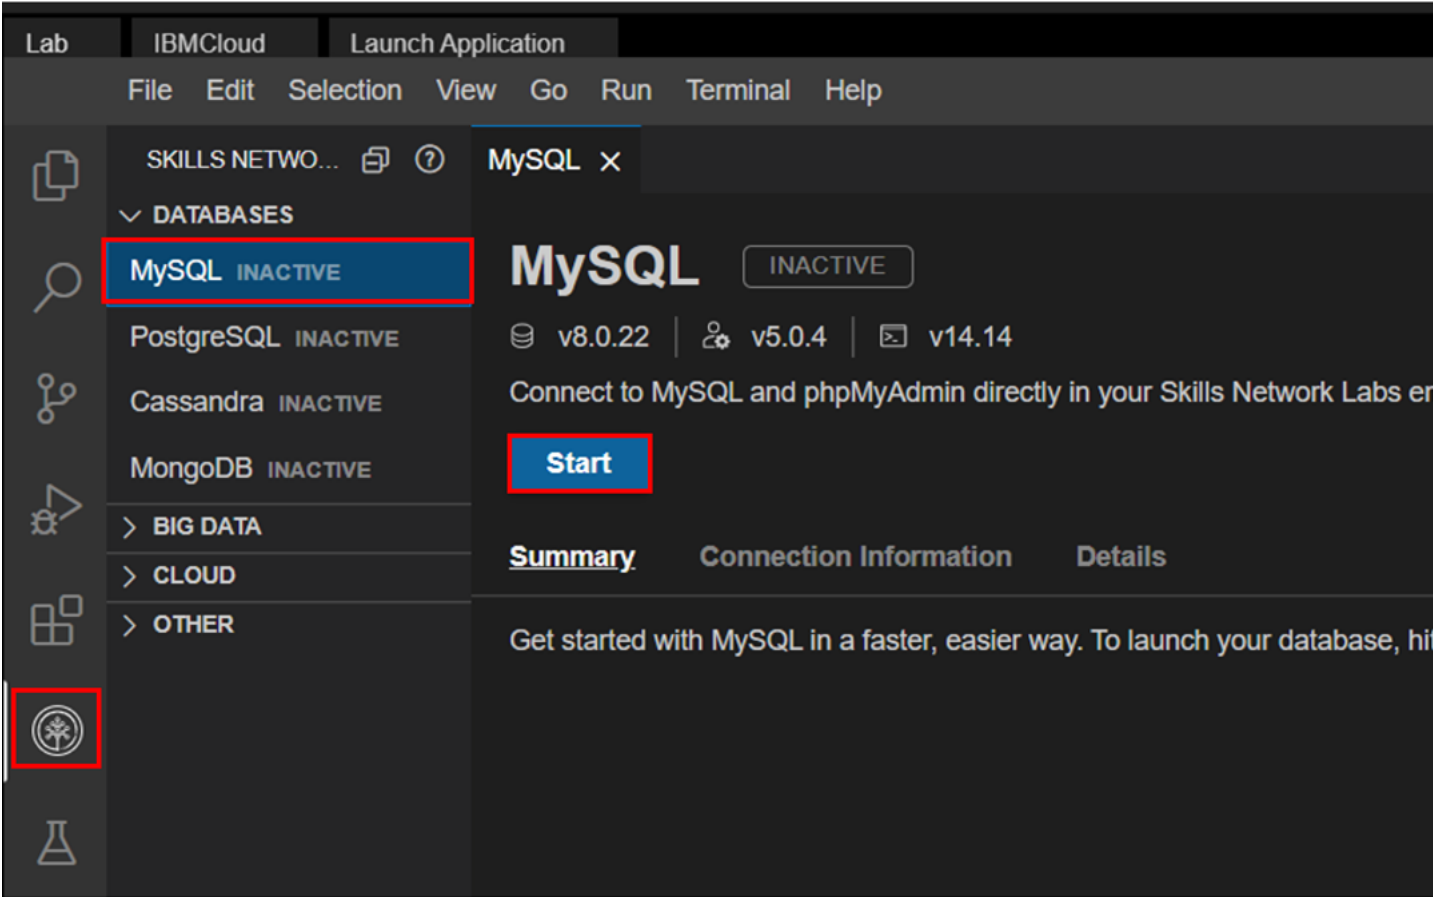 Lab IBMCloud Launch Application
File Edit Selection View Go Run Terminal Help
SKILLS NETWO...
MySQL
DATABASES
MySQL INACTIVE
PostgreSQL INACTIVE
Cassandra INACTIVE
MongoDB INACTIVE
BIG DATA
CLOUD
OTHER
MySQL INACTIVE
v8.0.22 v5.0.4 v14.14
Connect to MySQL and phpMyAdmin directly in your Skills Network Labs
Start
Summary Connection Information Details
Get started with MySQL in a faster, easier way. To launch your database,